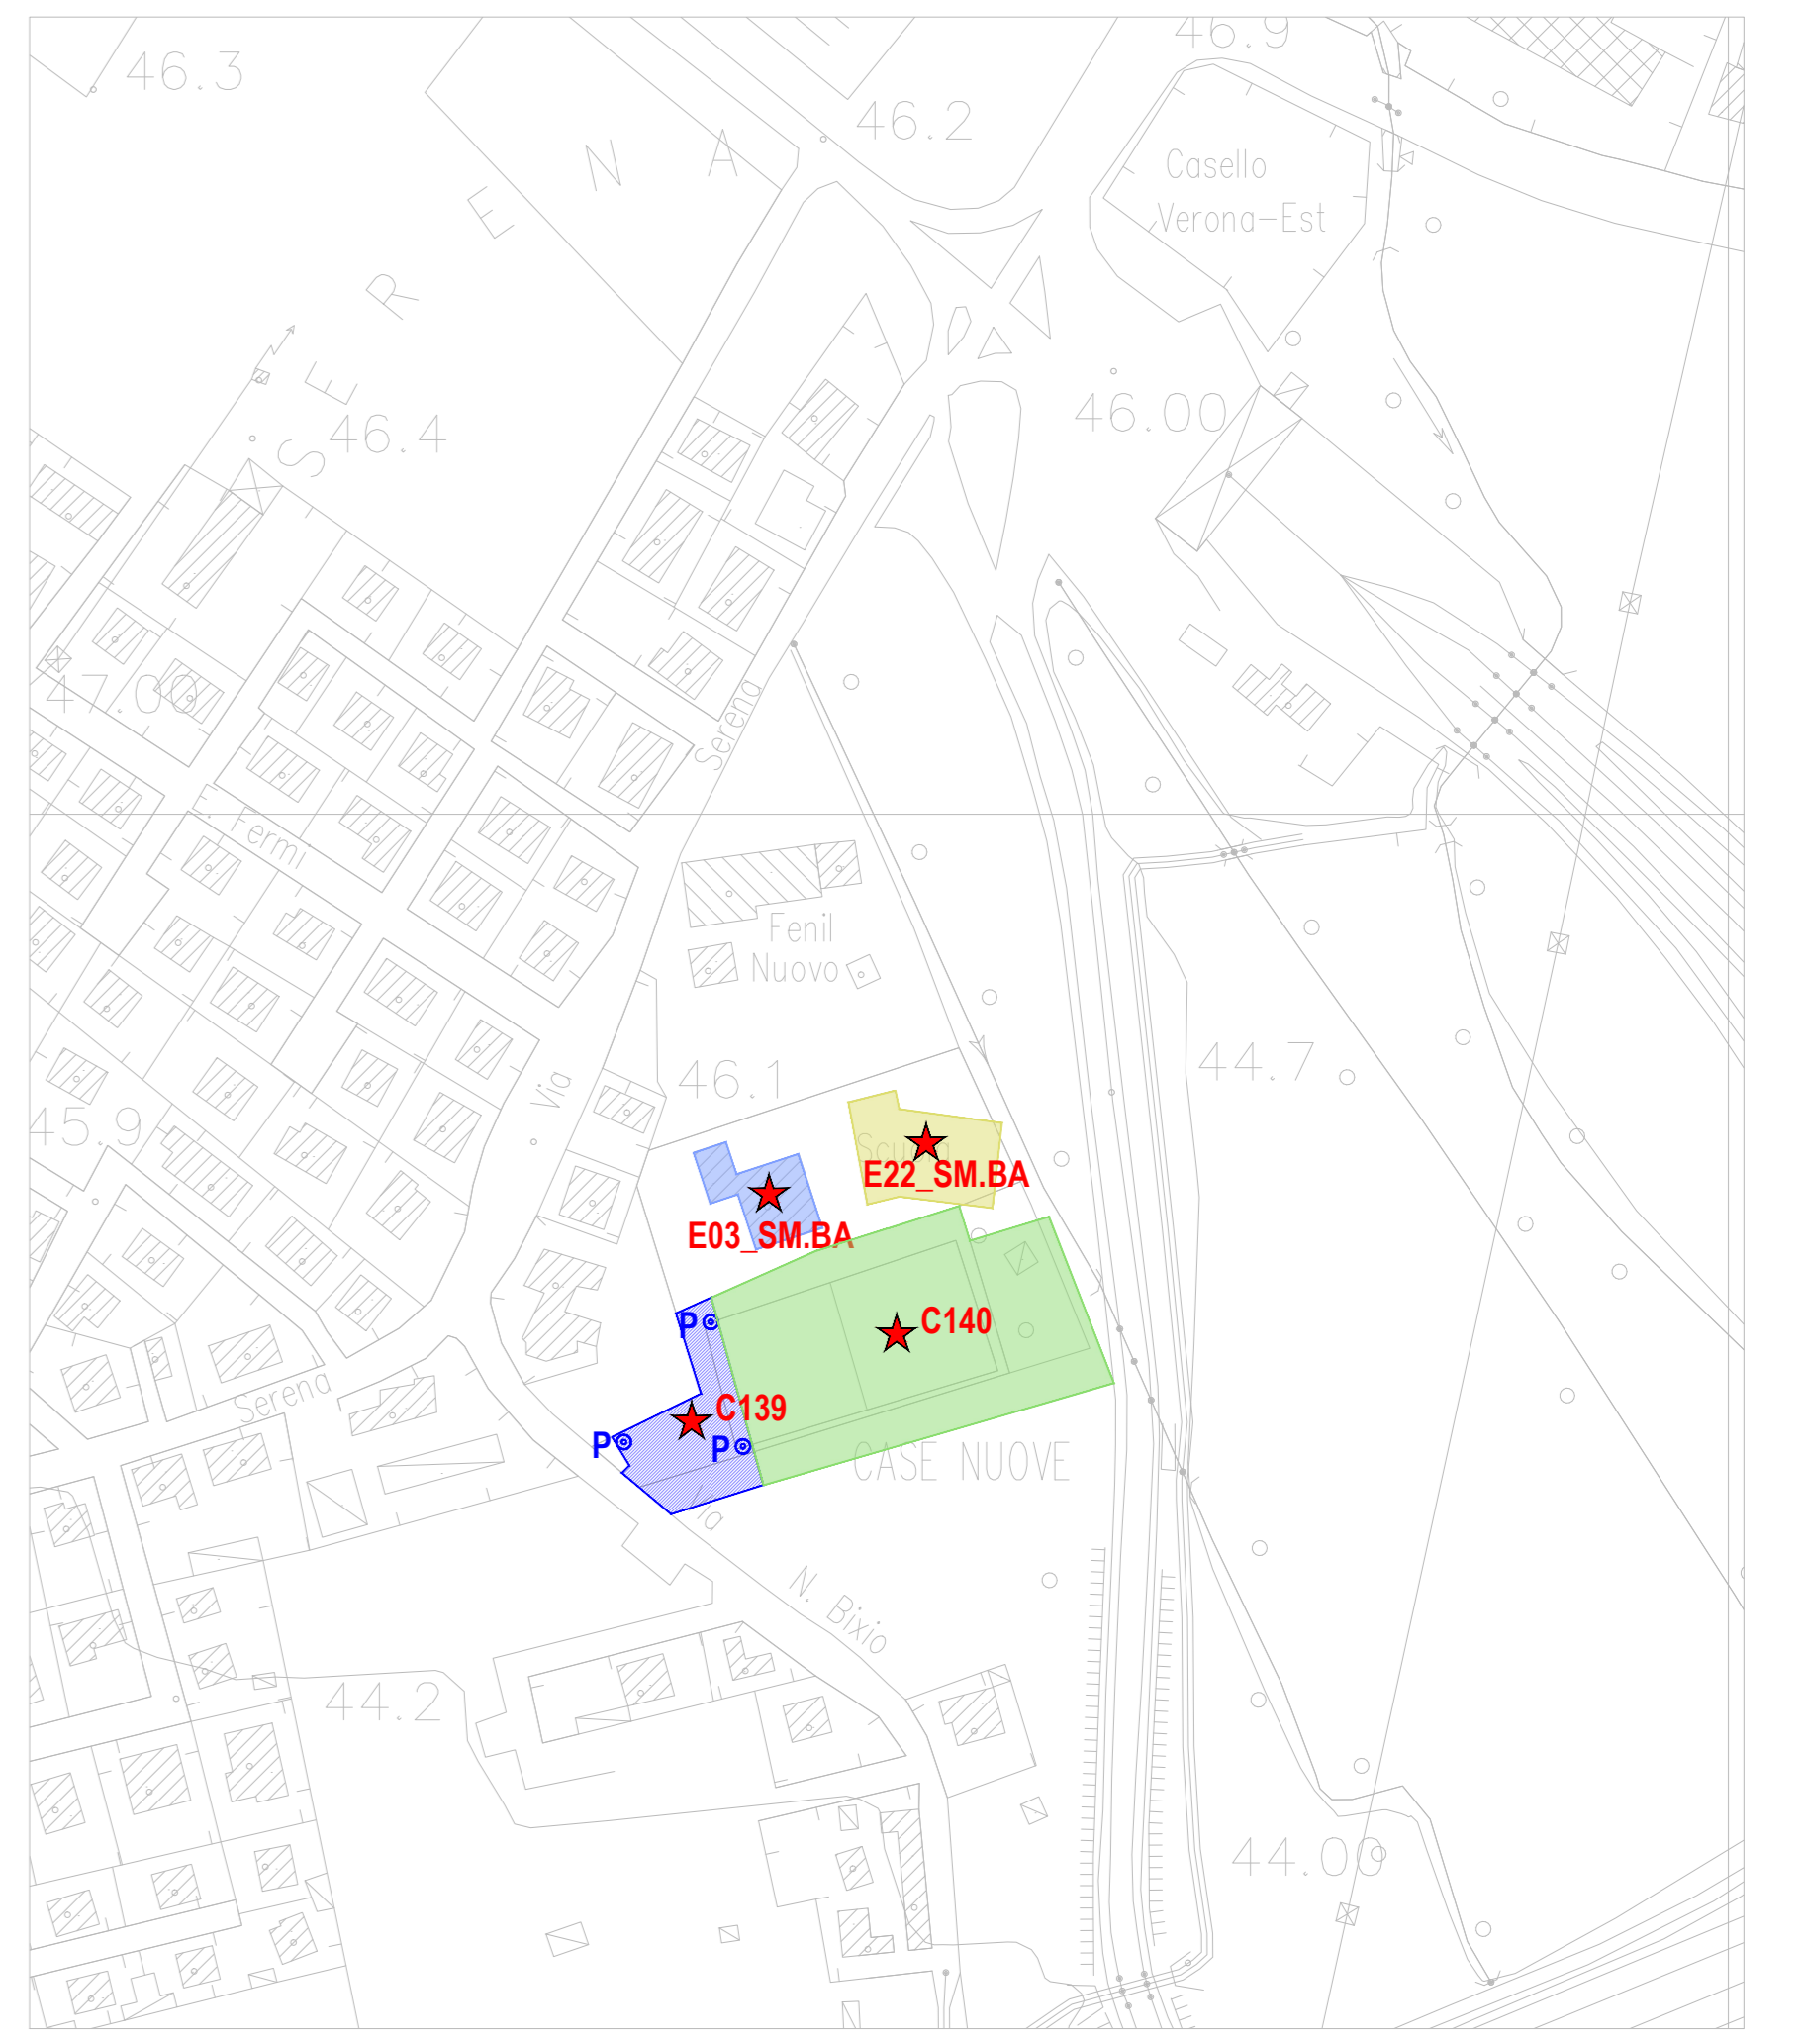 46.9
46.3
46.2
SERENA
Casello
Verona-Est
46.00
46.4
47.00
Sereno
Fermi
Fenil
Nuovo
46.1
44.7
Via
45.9
E22_SM.BA
E03_SM.BA
P
C140
Serena
C139
P
P
CASE NUOVE
N. Bixio
44.2
44.00